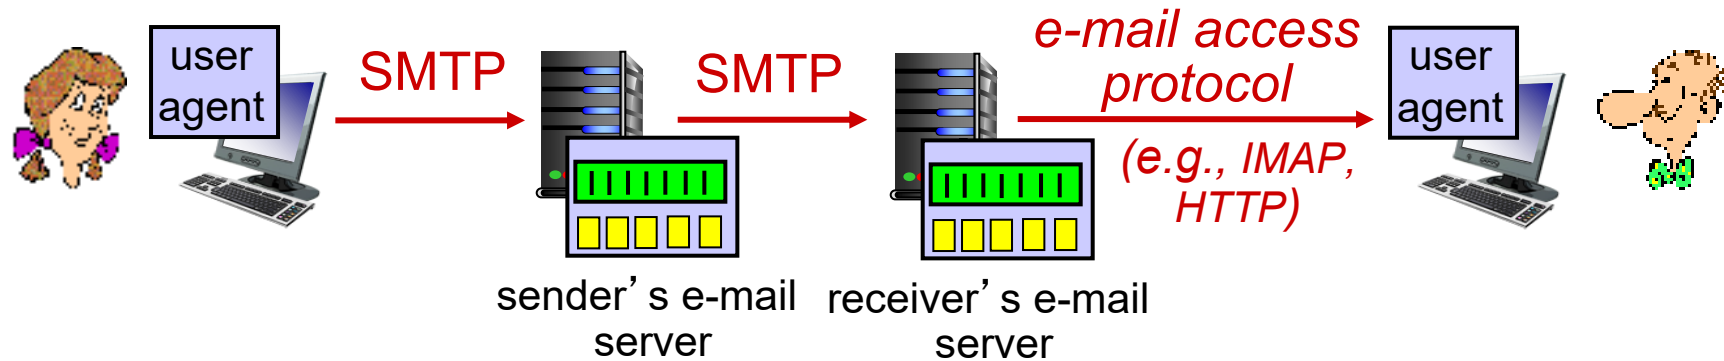 user
agent
SMTP
SMTP
e-mail access
protocol
(e.g., IMAP,
HTTP)
user
agent
sender’s e-mail
server
receiver’s e-mail
server